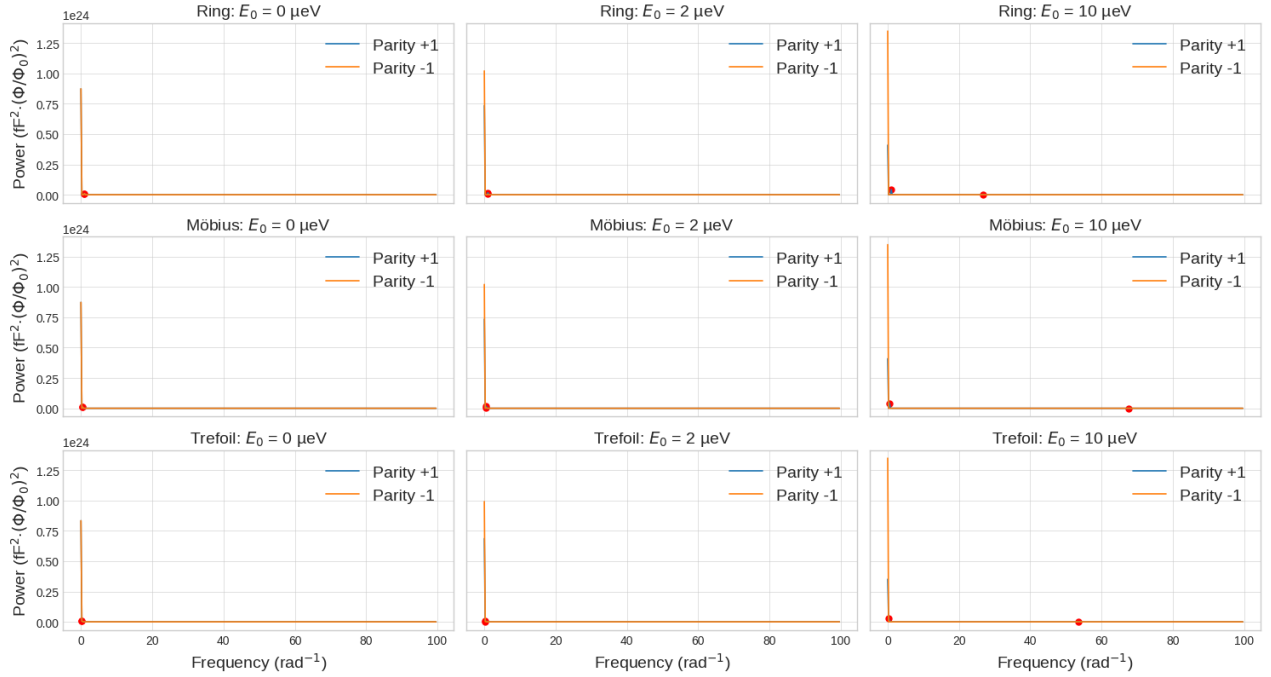 Ring: E₀ = 0 µeV
Ring: E₀ = 2 µeV
Ring: E₀ = 10 µeV
1e24
Power (fF²·(Φ/Φ₀)²)
1.25
1.00
0.75
0.50
0.25
0.00
Parity +1
Parity -1
Parity +1
Parity -1
Parity +1
Parity -1
Möbius: E₀ = 0 µeV
Möbius: E₀ = 2 µeV
Möbius: E₀ = 10 µeV
1e24
Power (fF²·(Φ/Φ₀)²)
1.25
1.00
0.75
0.50
0.25
0.00
Parity +1
Parity -1
Parity +1
Parity -1
Parity +1
Parity -1
Trefoil: E₀ = 0 µeV
Trefoil: E₀ = 2 µeV
Trefoil: E₀ = 10 µeV
1e24
Power (fF²·(Φ/Φ₀)²)
1.25
1.00
0.75
0.50
0.25
0.00
Parity +1
Parity -1
Parity +1
Parity -1
Parity +1
Parity -1
0 20 40 60 80 100
0 20 40 60 80 100
0 20 40 60 80 100
Frequency (rad⁻¹)
Frequency (rad⁻¹)
Frequency (rad⁻¹)